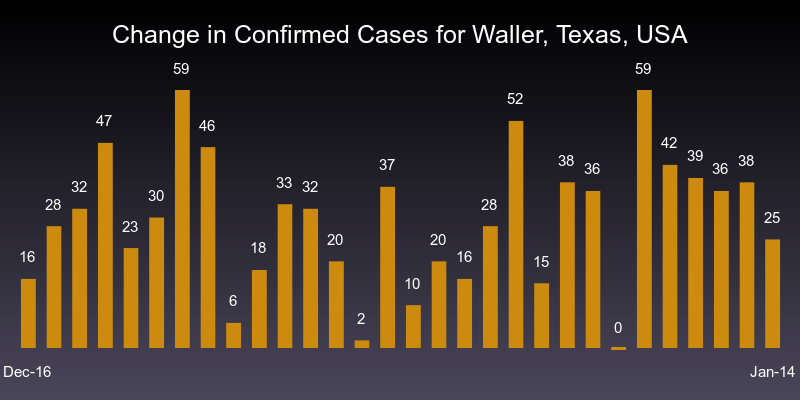 Change in Confirmed Cases for Waller, Texas, USA
16 28 32 47 23 30 59 46 6 18 33 32 20 2 37 10 20 16 28 52 15 38 36 0 59 42 39 36 38 25
Dec-16 Jan-14